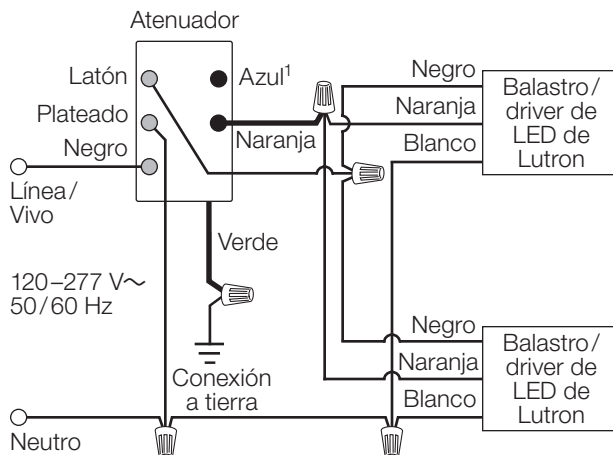 Atenuador
Latón
Azul¹
Plateado
Naranja
Negro
Línea/
Vivo
Verde
120–277 V~
50/60 Hz
Conexión
a tierra
Neutro
Negro
Naranja
Blanco
Balastro/
driver de
LED de
Lutron
Negro
Naranja
Blanco
Balastro/
driver de
LED de
Lutron